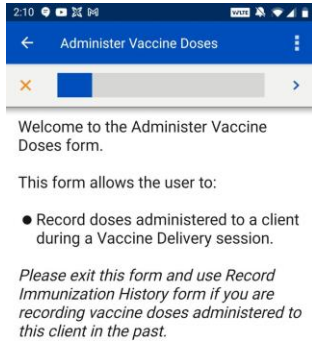 2:10
VoLTE
Administer Vaccine Doses
Welcome to the Administer Vaccine
Doses form.
This form allows the user to:
● Record doses administered to a client
during a Vaccine Delivery session.
Please exit this form and use Record
Immunization History form if you are
recording vaccine doses administered to
this client in the past.